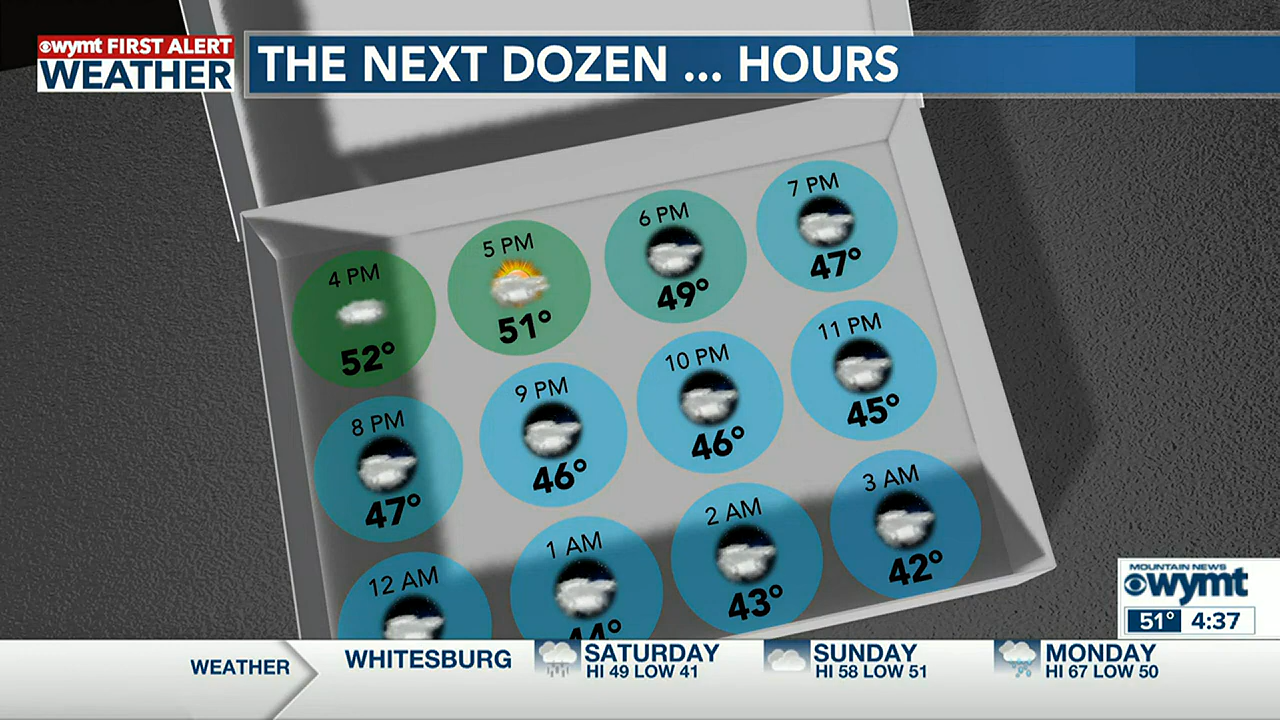 wymt FIRST ALERT
WEATHER
THE NEXT DOZEN ... HOURS
4 PM
52°
5 PM
51°
6 PM
49°
7 PM
47°
8 PM
47°
9 PM
46°
10 PM
46°
11 PM
45°
12 AM
1 AM
44°
2 AM
43°
3 AM
42°
MOUNTAIN NEWS
wymt
51° 4:37
WEATHER
WHITESBURG
SATURDAY
HI 49 LOW 41
SUNDAY
HI 58 LOW 51
MONDAY
HI 67 LOW 50